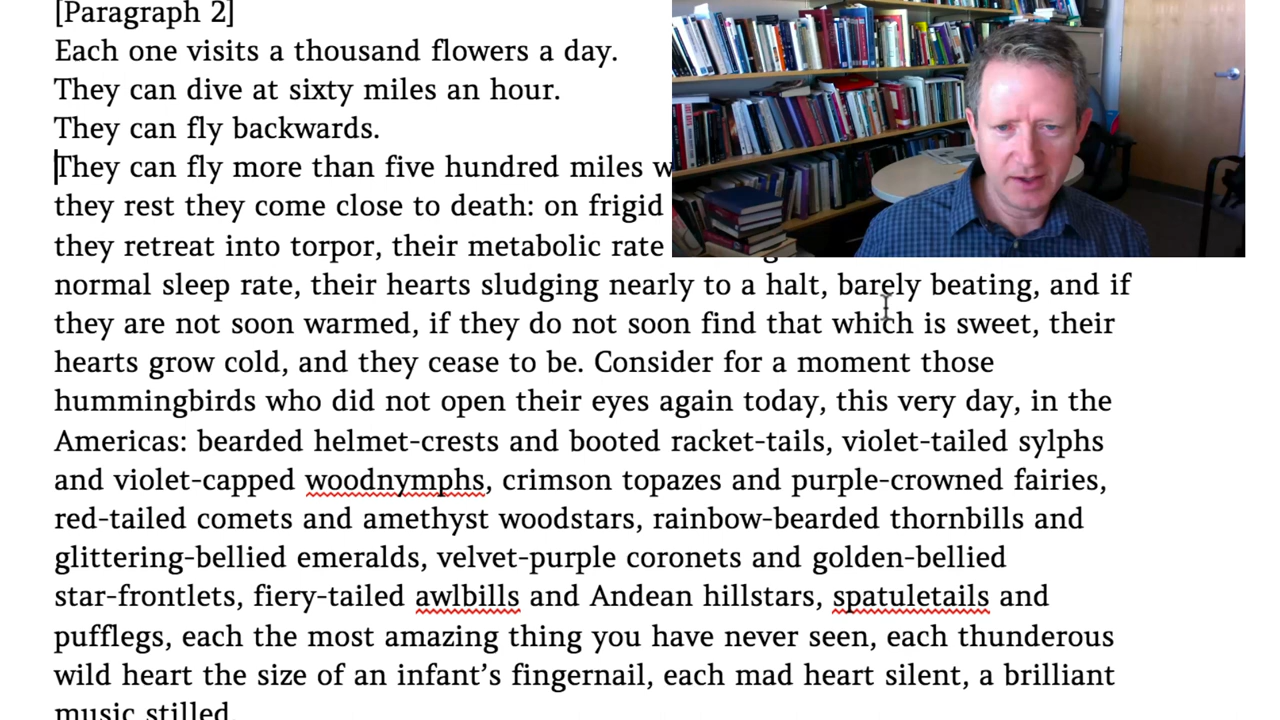 [Paragraph 2]
Each one visits a thousand flowers a day.
They can dive at sixty miles an hour.
They can fly backwards.
They can fly more than five hundred miles
they rest they come close to death: on frigid
they retreat into torpor, their metabolic rate
normal sleep rate, their hearts sludging nearly to a halt, barely beating, and if
they are not soon warmed, if they do not soon find that which is sweet, their
hearts grow cold, and they cease to be. Consider for a moment those
hummingbirds who did not open their eyes again today, this very day, in the
Americas: bearded helmet-crests and booted racket-tails, violet-tailed sylphs
and violet-capped woodnymphs, crimson topazes and purple-crowned fairies,
red-tailed comets and amethyst woodstars, rainbow-bearded thornbills and
glittering-bellied emeralds, velvet-purple coronets and golden-bellied
star-frontlets, fiery-tailed awlbills and Andean hillstars, spatuletails and
pufflegs, each the most amazing thing you have never seen, each thunderous
wild heart the size of an infant’s fingernail, each mad heart silent, a brilliant
music stilled.